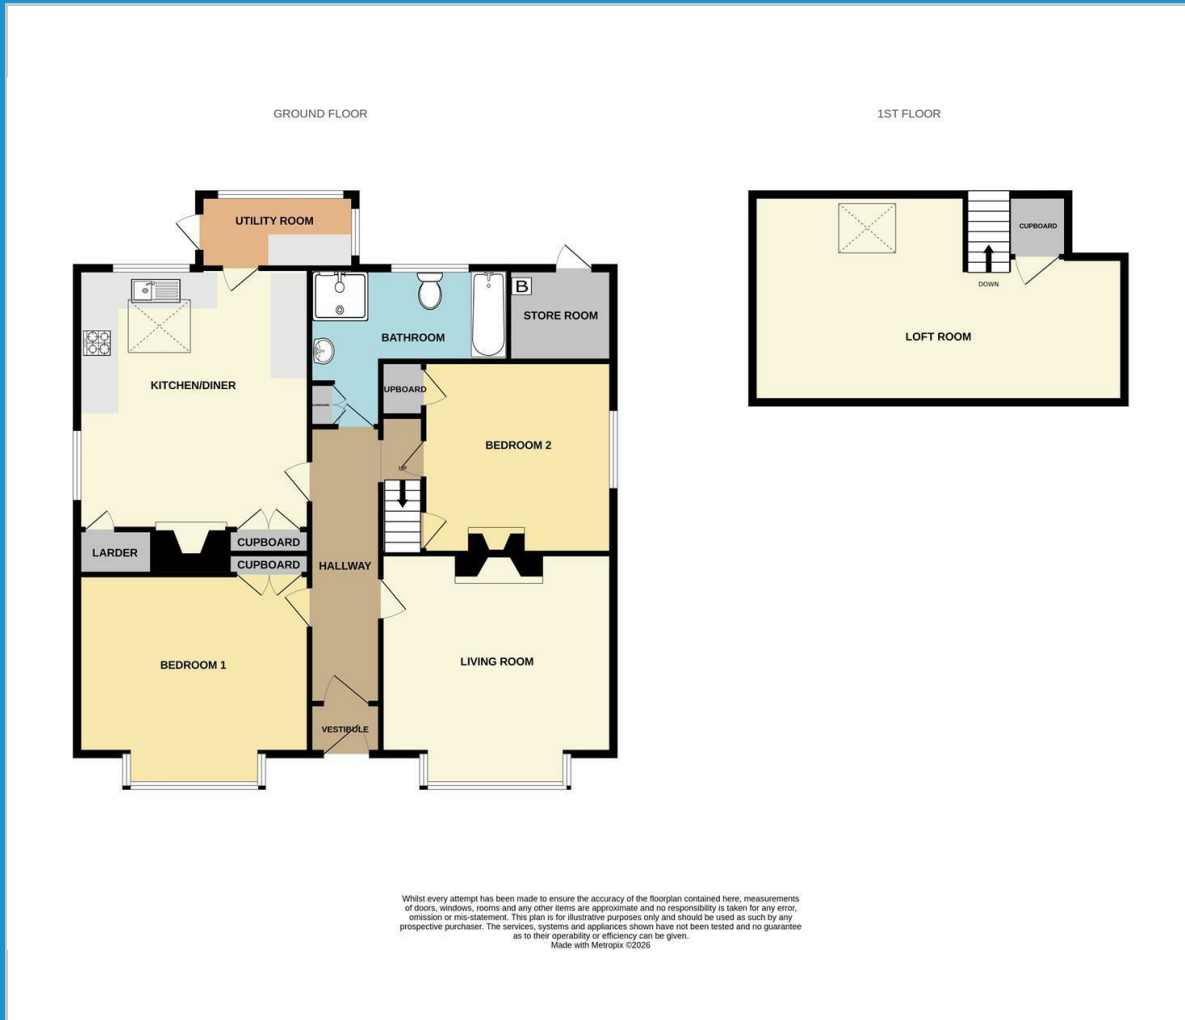 GROUND FLOOR
1ST FLOOR
UTILITY ROOM
CUPBOARD
DOWN
B
STORE ROOM
BATHROOM
LOFT ROOM
KITCHEN/DINER
UPBOARD
BEDROOM 2
UP
LARDER
CUPBOARD
CUPBOARD
HALLWAY
BEDROOM 1
LIVING ROOM
VESTIBULE
Whilst every attempt has been made to ensure the accuracy of the floorplan contained here, measurements
of doors, windows, rooms and any other items are approximate and no responsibility is taken for any error,
omission or mis-statement. This plan is for illustrative purposes only and should be used as such by any
prospective purchaser. The services, systems and appliances shown have not been tested and no guarantee
as to their operability or efficiency can be given.
Made with Metropix ©2026